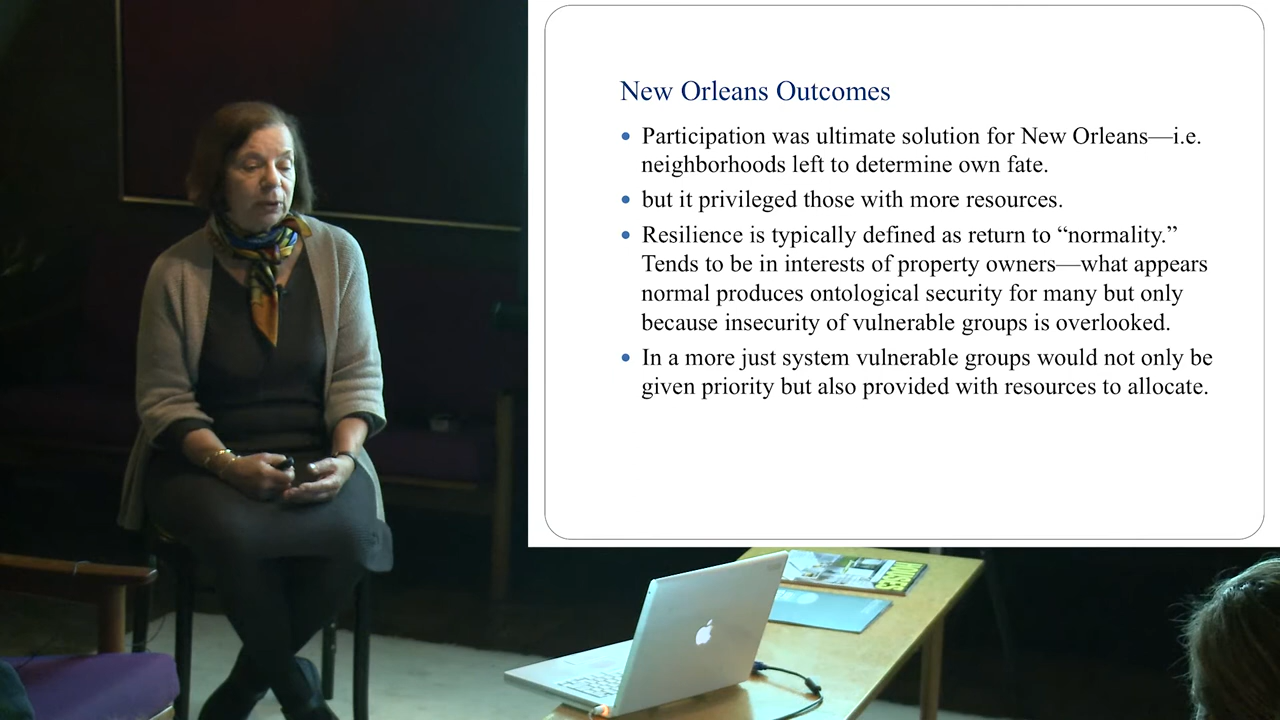 New Orleans Outcomes
• Participation was ultimate solution for New Orleans—i.e.
neighborhoods left to determine own fate.
• but it privileged those with more resources.
• Resilience is typically defined as return to “normality.”
Tends to be in interests of property owners—what appears
normal produces ontological security for many but only
because insecurity of vulnerable groups is overlooked.
• In a more just system vulnerable groups would not only be
given priority but also provided with resources to allocate.